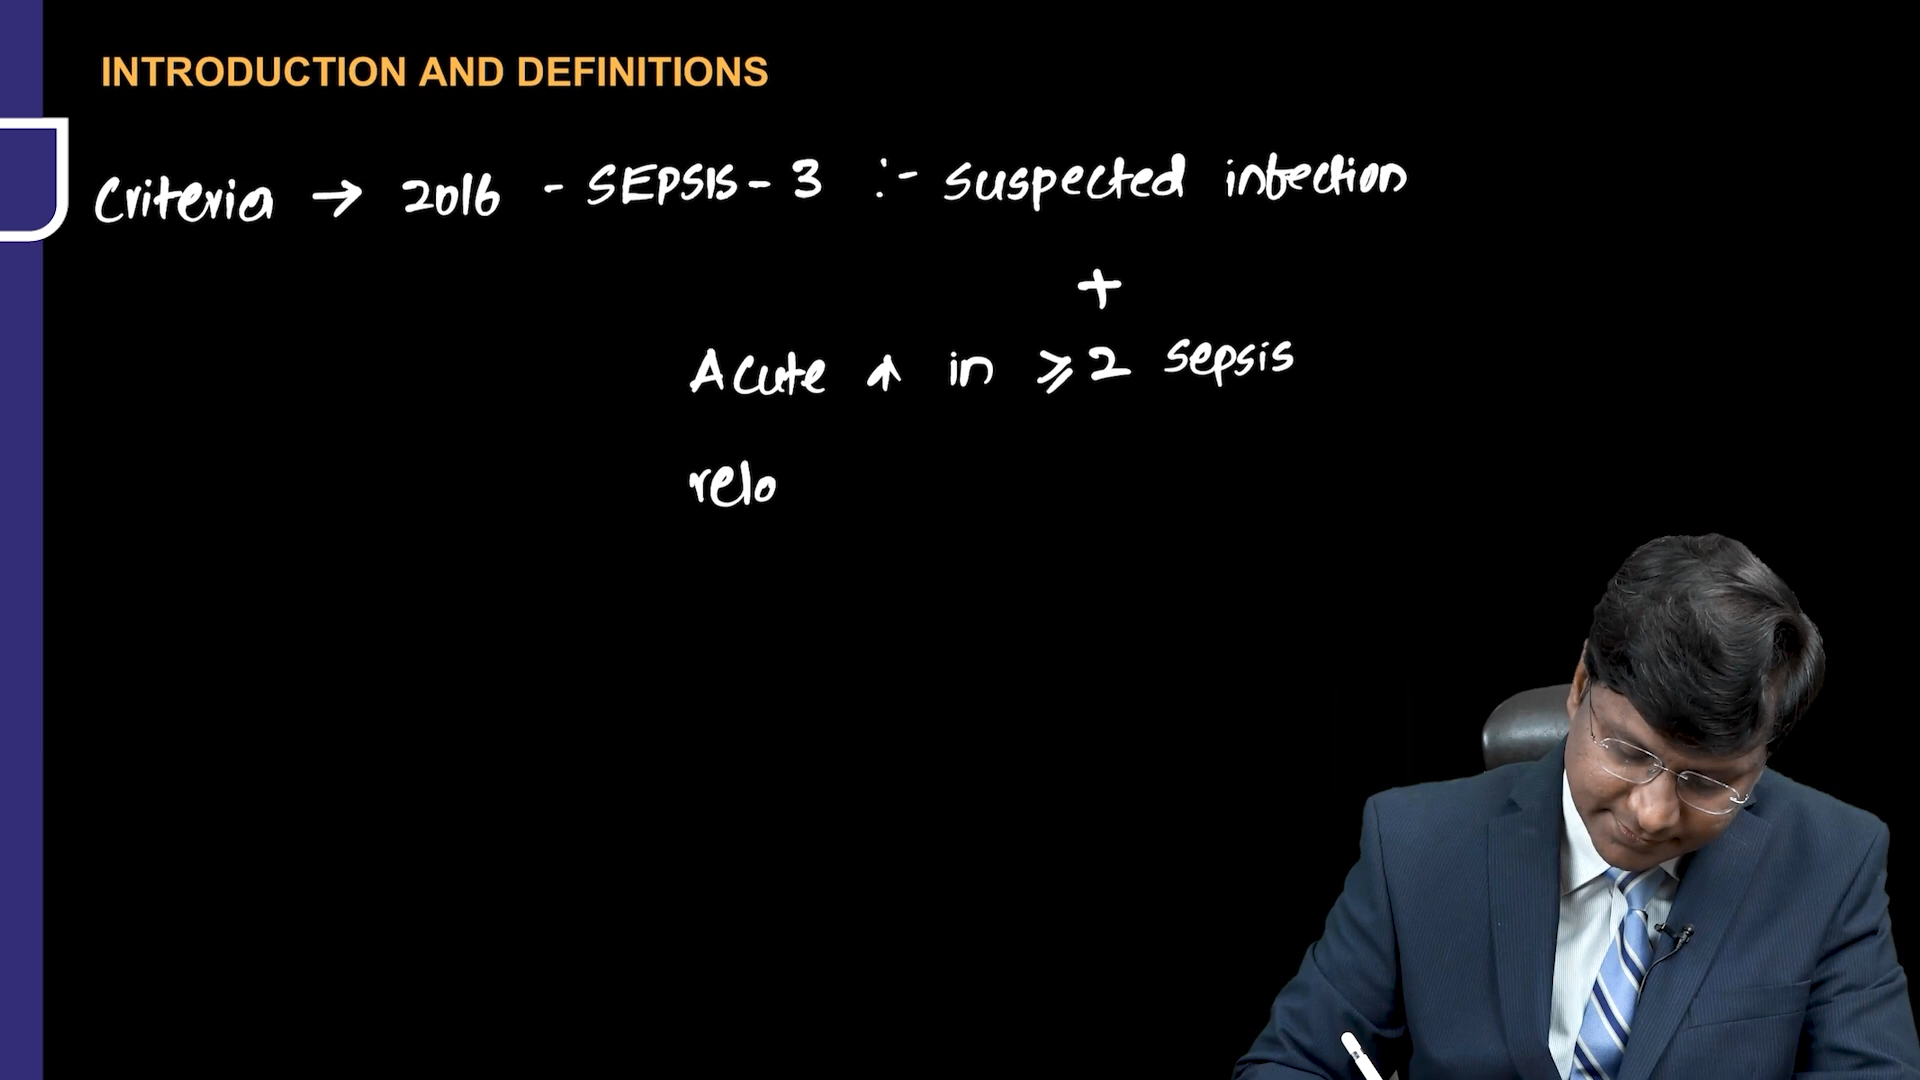 INTRODUCTION AND DEFINITIONS
Criteria → 2016 - SEPSIS - 3 :- suspected infection
+
Acute ↑ in ≥ 2 sepsis
relo